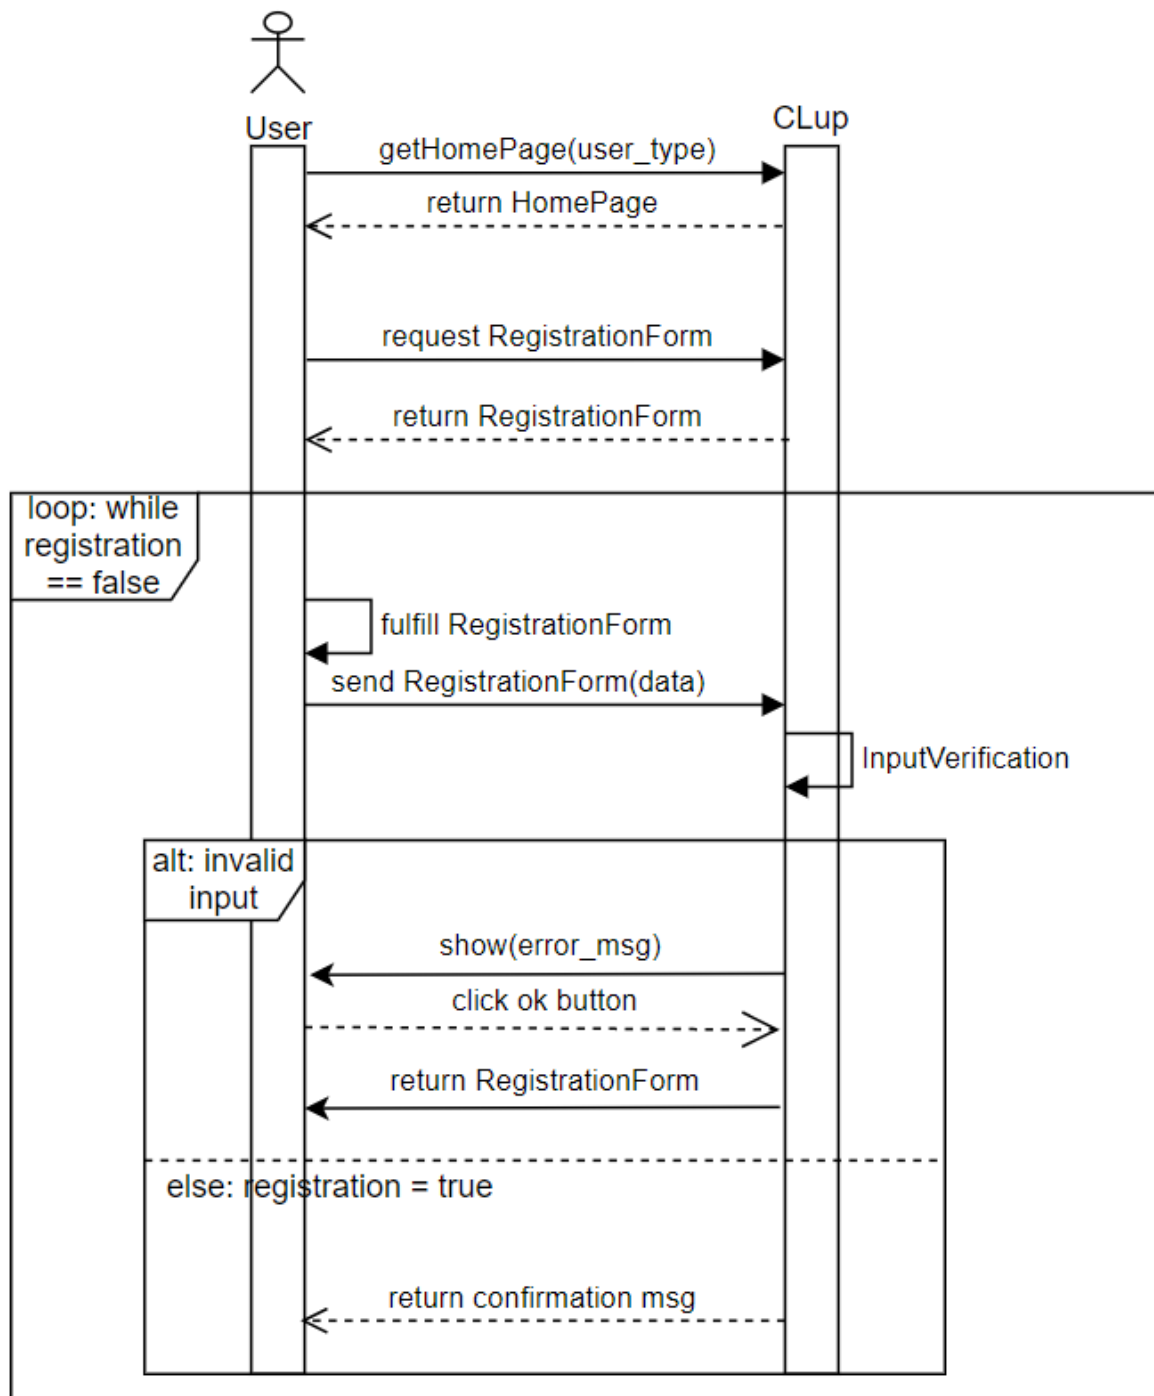 User
CLup
getHomePage(user_type)
return HomePage
request RegistrationForm
return RegistrationForm
loop: while
registration
== false
fulfill RegistrationForm
send RegistrationForm(data)
InputVerification
alt: invalid
input
show(error_msg)
click ok button
return RegistrationForm
else: registration = true
return confirmation msg